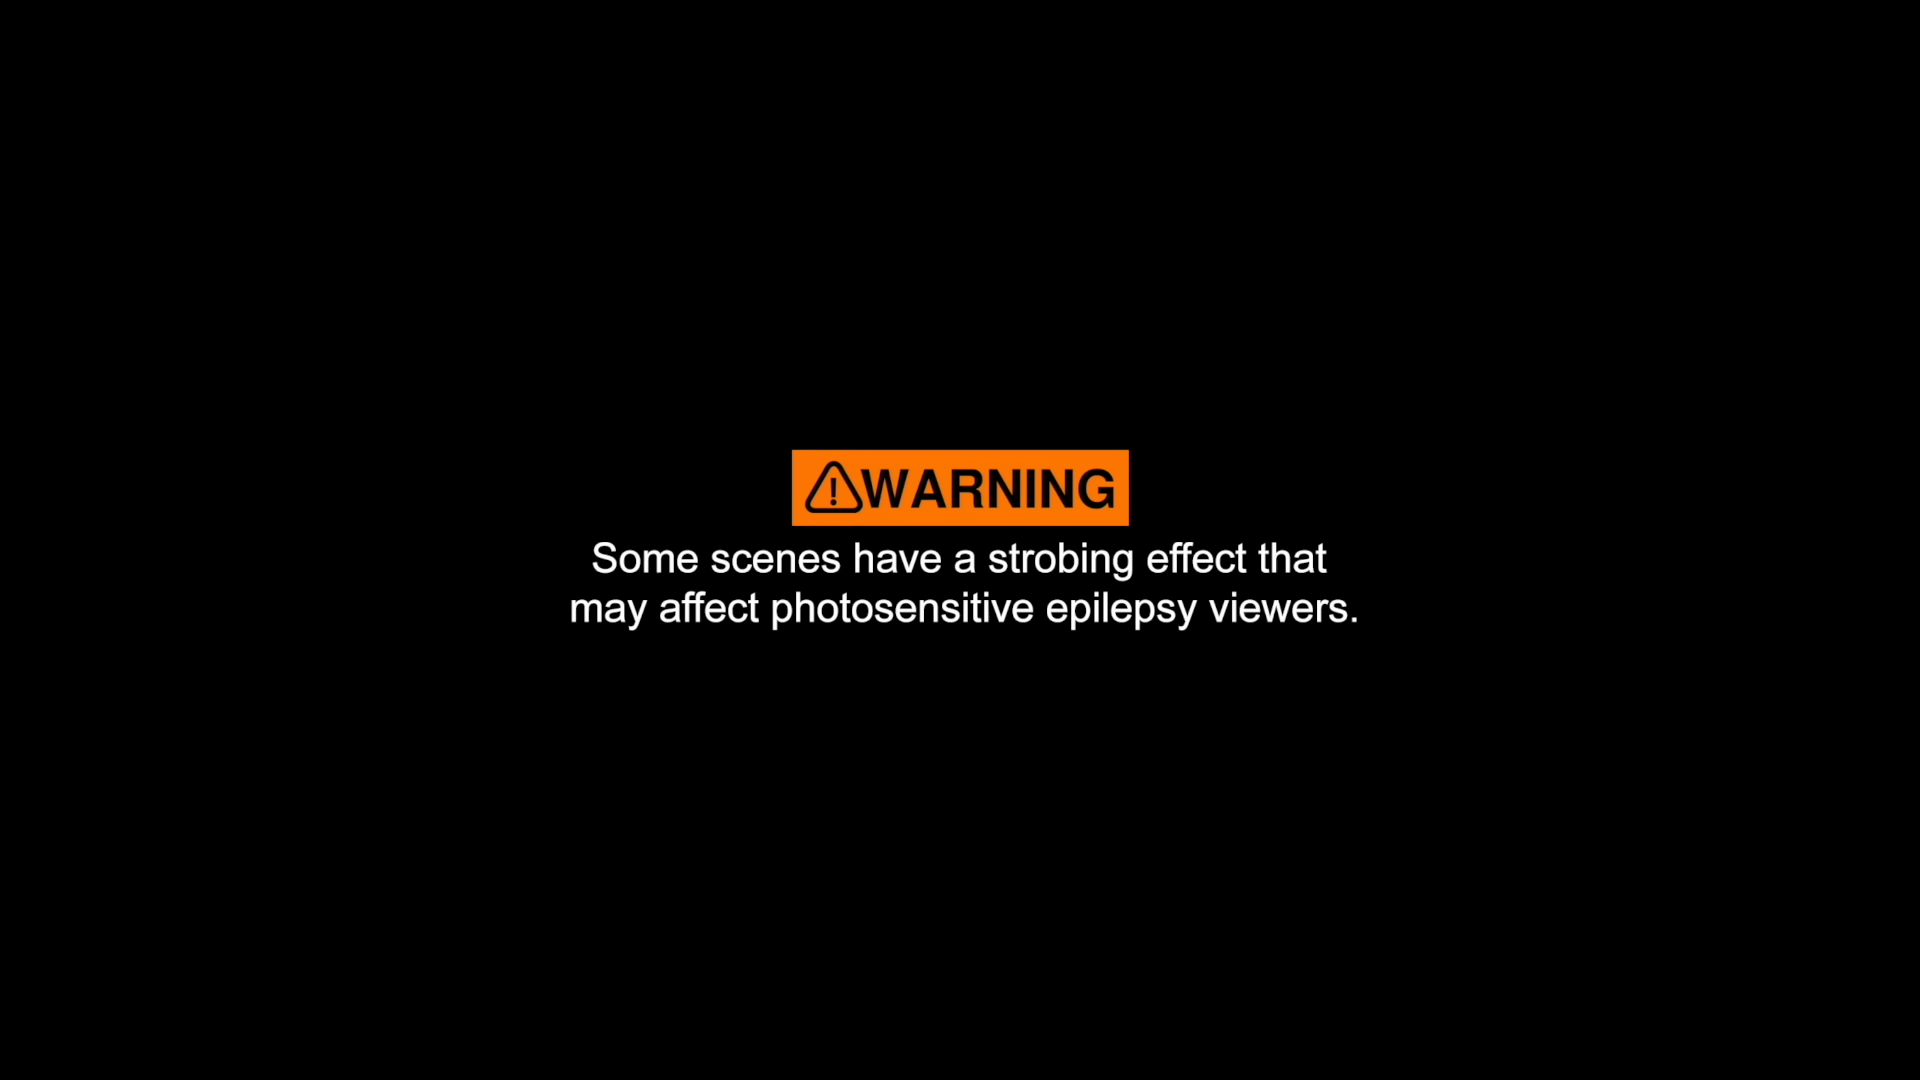 WARNING
Some scenes have a strobing effect that
may affect photosensitive epilepsy viewers.